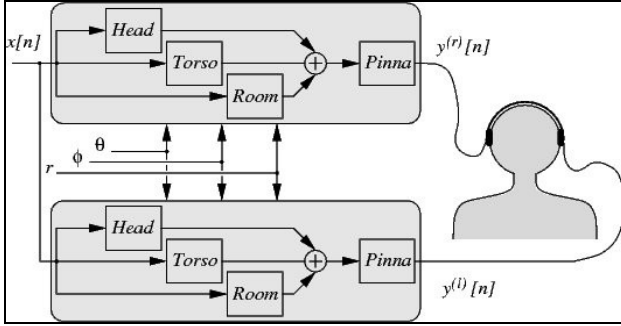 Head
x[n] Torso + Pinna y^(r)[n]
Room
θ
ϕ
r
Head
Torso + Pinna
Room y^(l)[n]